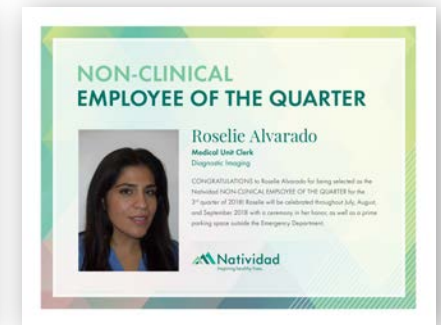 NON-CLINICAL
EMPLOYEE OF THE QUARTER
Roselie Alvarado
Medical Unit Clerk
Diagnostic Imaging
CONGRATULATIONS to Roselie Alvarado for being selected as the
Natividad NON-CLINICAL EMPLOYEE OF THE QUARTER for the
3rd quarter of 2018! Roselie will be celebrated throughout July, August,
and September 2018 with a ceremony in her honor, as well as a prime
parking space outside the Emergency Department.
Natividad
inspiring healthy lives